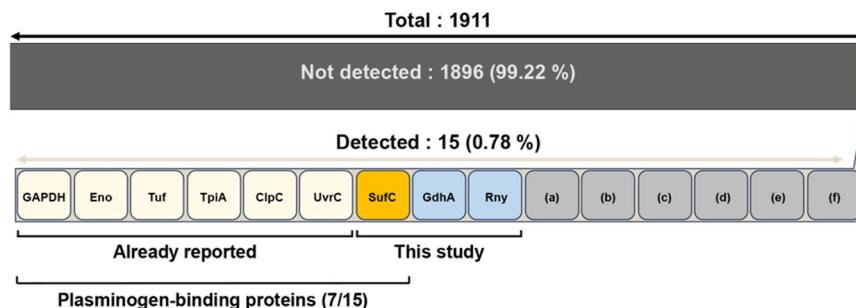 Total : 1911
Not detected : 1896 (99.22 %)
Detected : 15 (0.78 %)
GAPDH Eno Tuf TpiA ClpC UvrC SufC GdhA Rny (a) (b) (c) (d) (e) (f)
Already reported This study
Plasminogen-binding proteins (7/15)